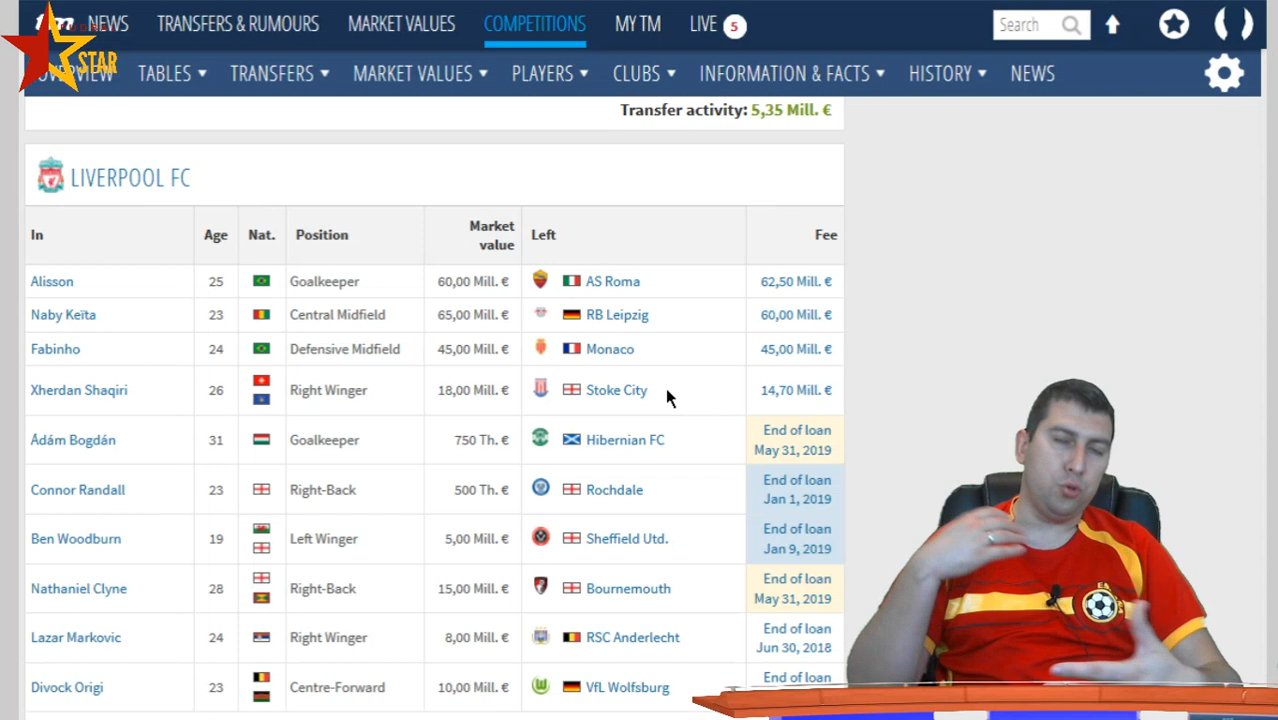 tm NEWS TRANSFERS & RUMOURS MARKET VALUES COMPETITIONS MY TM LIVE 5 Search
STAR
OVERVIEW TABLES TRANSFERS MARKET VALUES PLAYERS CLUBS INFORMATION & FACTS HISTORY NEWS
Transfer activity: 5,35 Mill. €
LIVERPOOL FC
In Age Nat. Position Market value Left Fee
Alisson 25 Goalkeeper 60,00 Mill. € AS Roma 62,50 Mill. €
Naby Keïta 23 Central Midfield 65,00 Mill. € RB Leipzig 60,00 Mill. €
Fabinho 24 Defensive Midfield 45,00 Mill. € Monaco 45,00 Mill. €
Xherdan Shaqiri 26 Right Winger 18,00 Mill. € Stoke City 14,70 Mill. €
Ádám Bogdán 31 Goalkeeper 750 Th. € Hibernian FC End of loan May 31, 2019
Connor Randall 23 Right-Back 500 Th. € Rochdale End of loan Jan 1, 2019
Ben Woodburn 19 Left Winger 5,00 Mill. € Sheffield Utd. End of loan Jan 9, 2019
Nathaniel Clyne 28 Right-Back 15,00 Mill. € Bournemouth End of loan May 31, 2019
Lazar Markovic 24 Right Winger 8,00 Mill. € RSC Anderlecht End of loan Jun 30, 2018
Divock Origi 23 Centre-Forward 10,00 Mill. € VfL Wolfsburg End of loan